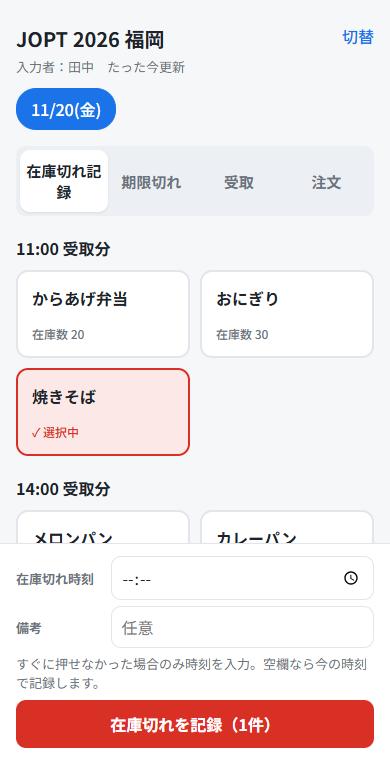 JOPT 2026 福岡
切替
入力者：田中　たった今更新
11/20(金)
在庫切れ記
録
期限切れ
受取
注文
11:00 受取分
からあげ弁当
おにぎり
在庫数 20
在庫数 30
焼きそば
✓ 選択中
14:00 受取分
メロンパン
カレーパン
在庫切れ時刻
--:--
備考
任意
すぐに押せなかった場合のみ時刻を入力。空欄なら今の時刻
で記録します。
在庫切れを記録（1件）